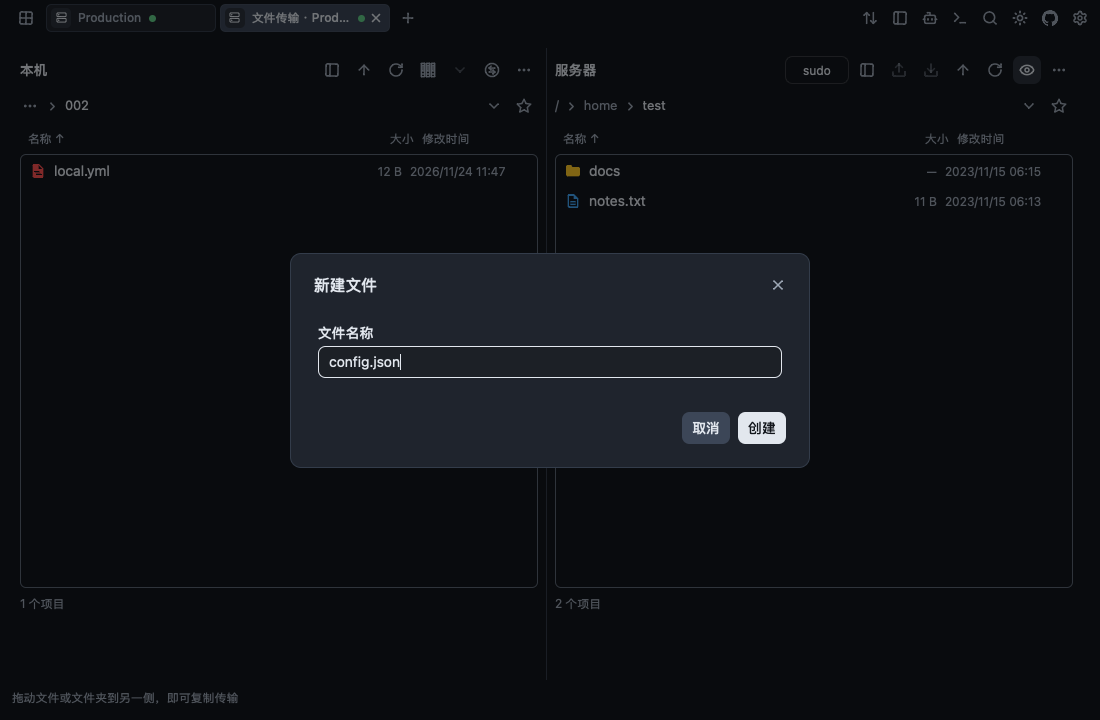 Production
文件传输 · Prod...
本机
服务器
sudo
... > 002
/ > home > test
名称 ↑ 大小 修改时间
名称 ↑ 大小 修改时间
local.yml 12 B 2026/11/24 11:47
docs — 2023/11/15 06:15
notes.txt 11 B 2023/11/15 06:13
新建文件
文件名称
config.json
取消
创建
1 个项目
2 个项目
拖动文件或文件夹到另一侧，即可复制传输